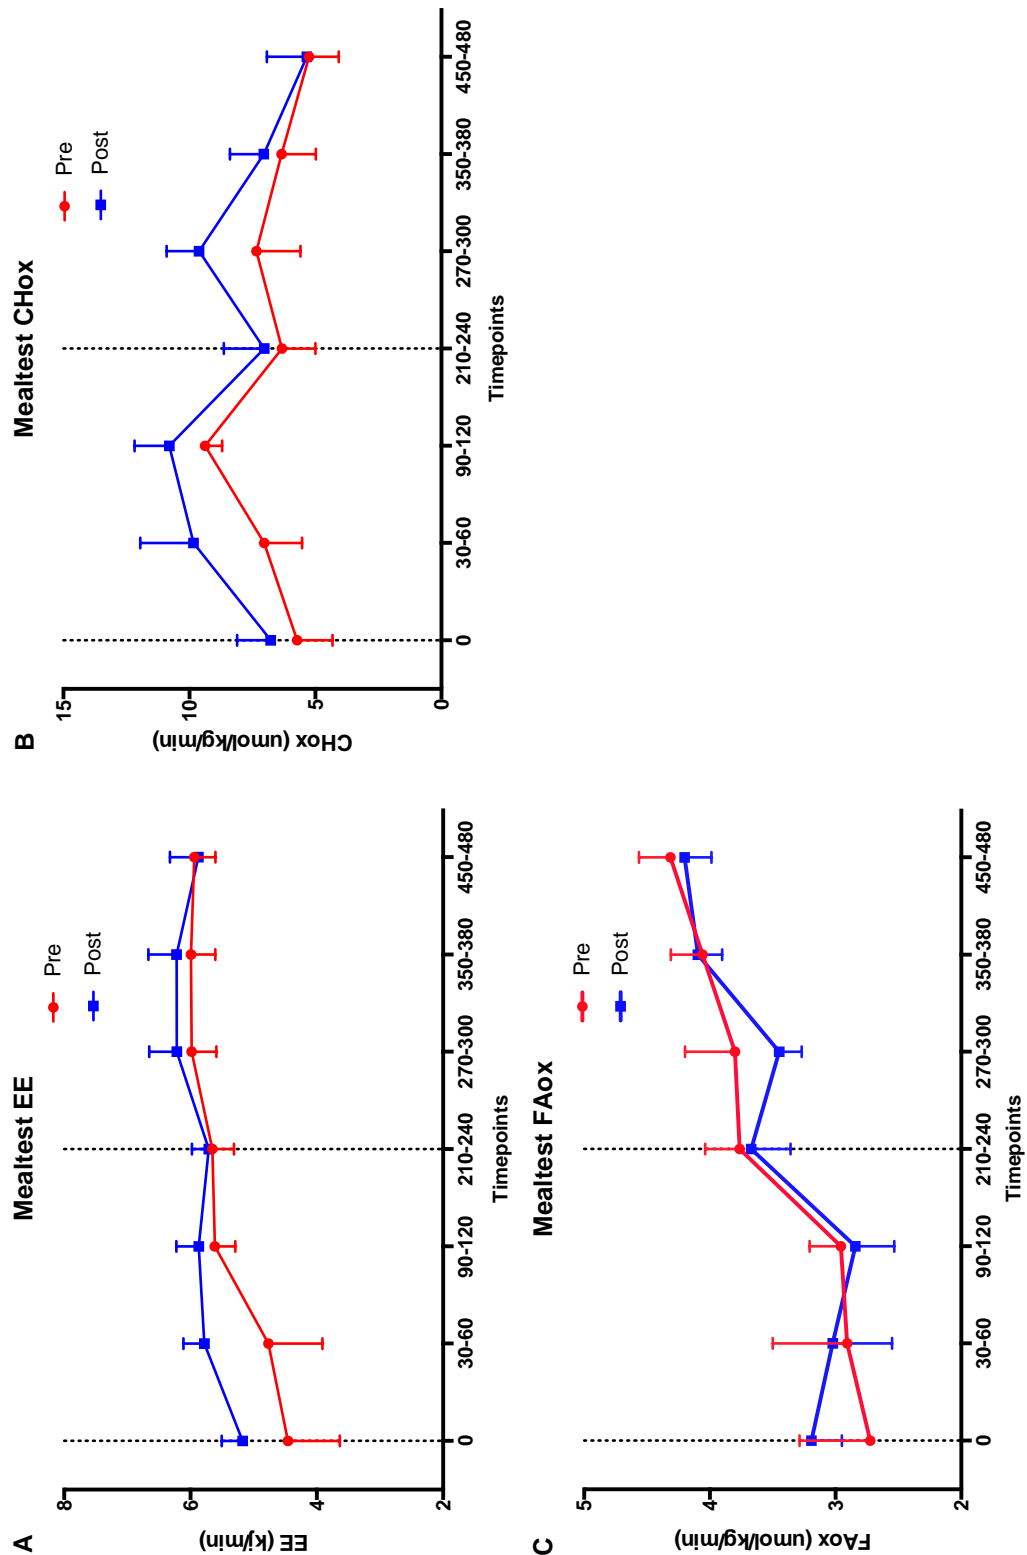 A
Mealtest EE
EE (kj/min)
8
6
4
2
0
30-60
90-120
210-240
270-300
350-380
450-480
Timepoints
Pre
Post
B
Mealtest CHox
CHox (umol/kg/min)
15
10
5
0
0
30-60
90-120
210-240
270-300
350-380
450-480
Timepoints
Pre
Post
C
Mealtest FAox
FAox (umol/kg/min)
5
4
3
2
0
30-60
90-120
210-240
270-300
350-380
450-480
Timepoints
Pre
Post